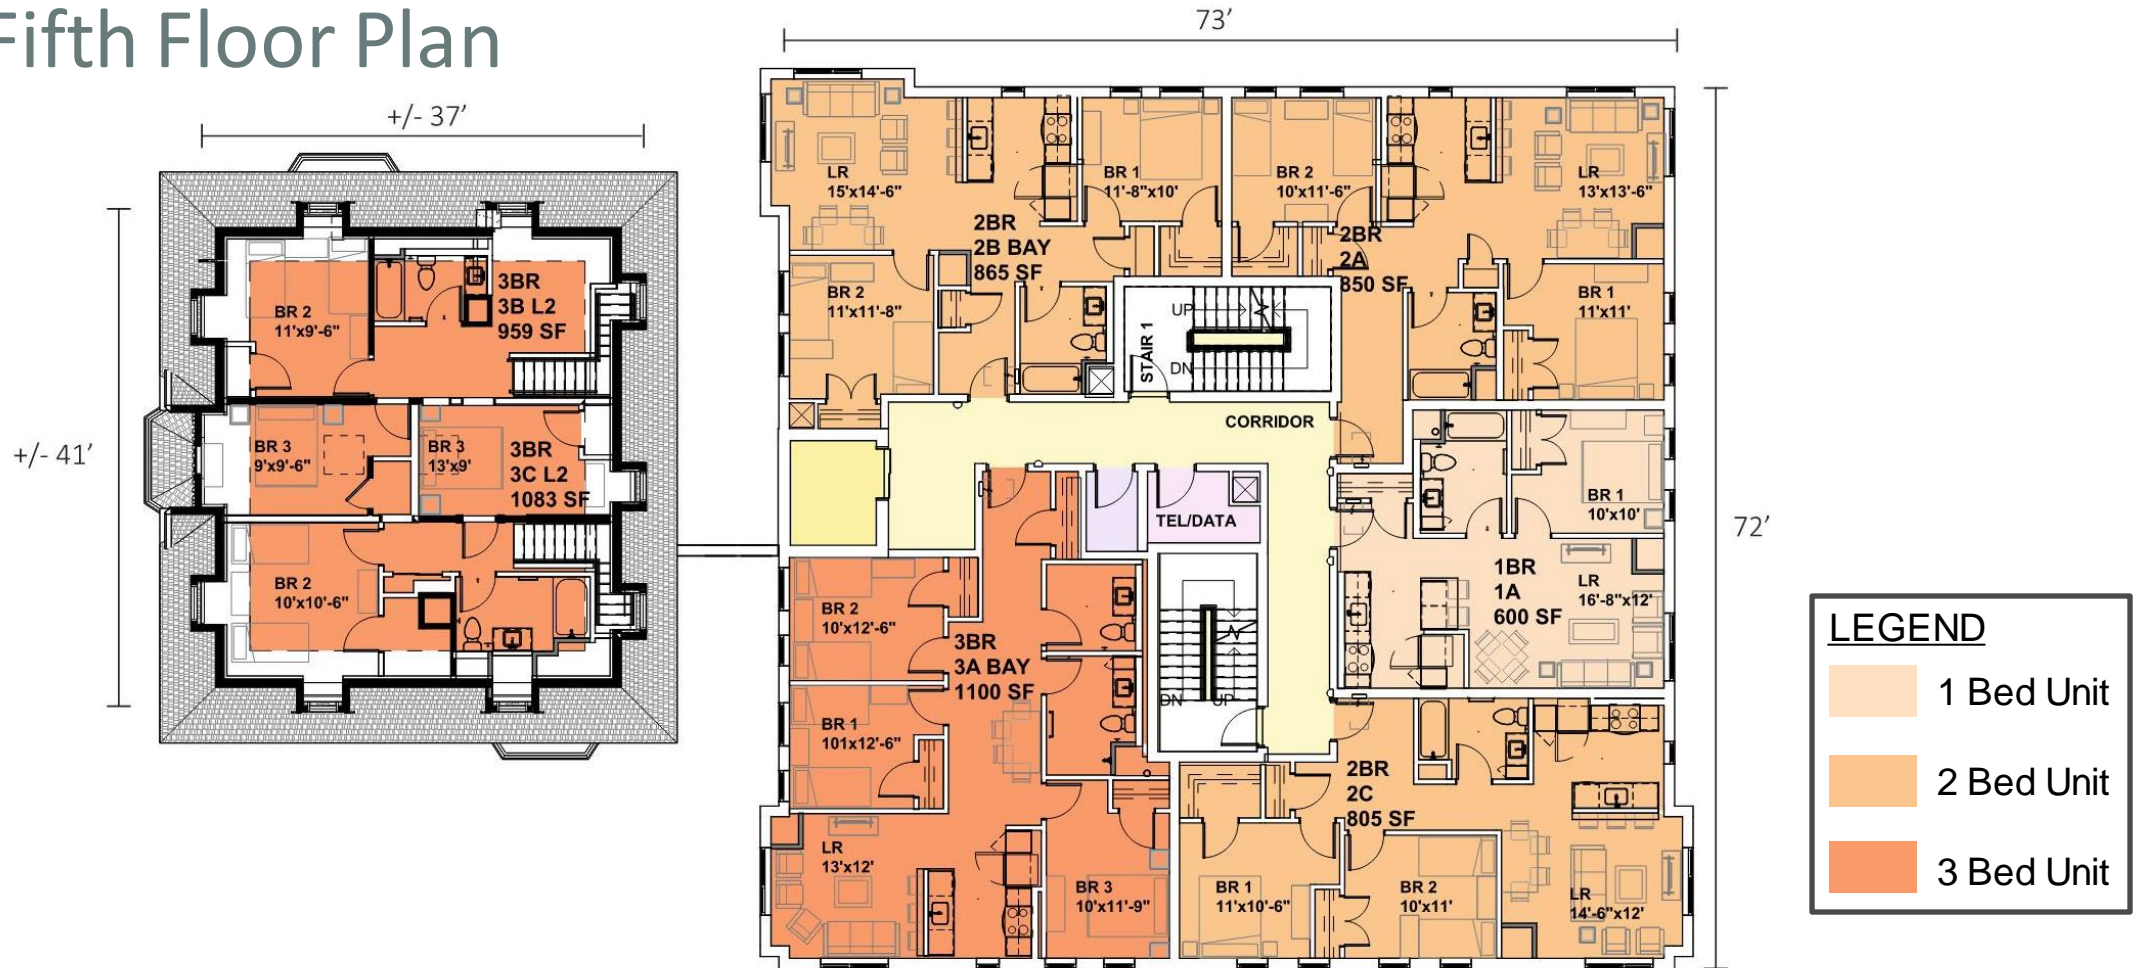 Fifth Floor Plan
73'
+/- 37'
+/- 41'
72'
BR 2
11'x9'-6"
3BR
3B L2
959 SF
BR 3
9'x9'-6"
BR 3
13'x9'
3BR
3C L2
1083 SF
BR 2
10'x10'-6"
LR
15'x14'-6"
BR 1
11'-8"x10'
2BR
2B BAY
865 SF
BR 2
11'x11'-8"
BR 2
10'x11'-6"
LR
13'x13'-6"
2BR
2A
850 SF
BR 1
11'x11'
UP
DN
STAIR 1
CORRIDOR
TEL/DATA
BR 1
10'x10'
1BR
1A
600 SF
LR
16'-8"x12'
BR 2
10'x12'-6"
3BR
3A BAY
1100 SF
BR 1
101x12'-6"
LR
13'x12'
BR 3
10'x11'-9"
DN
UP
2BR
2C
805 SF
BR 1
11'x10'-6"
BR 2
10'x11'
LR
14'-6"x12'
LEGEND
1 Bed Unit
2 Bed Unit
3 Bed Unit